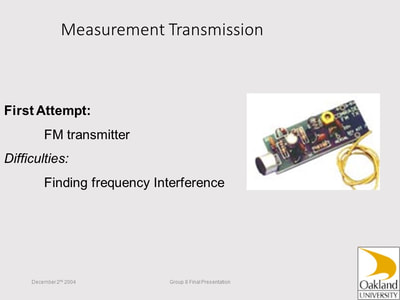 Measurement Transmission
First Attempt:
FM transmitter
Difficulties:
Finding frequency Interference
December 2nd 2004
Group 8 Final Presentation
Oakland
UNIVERSITY